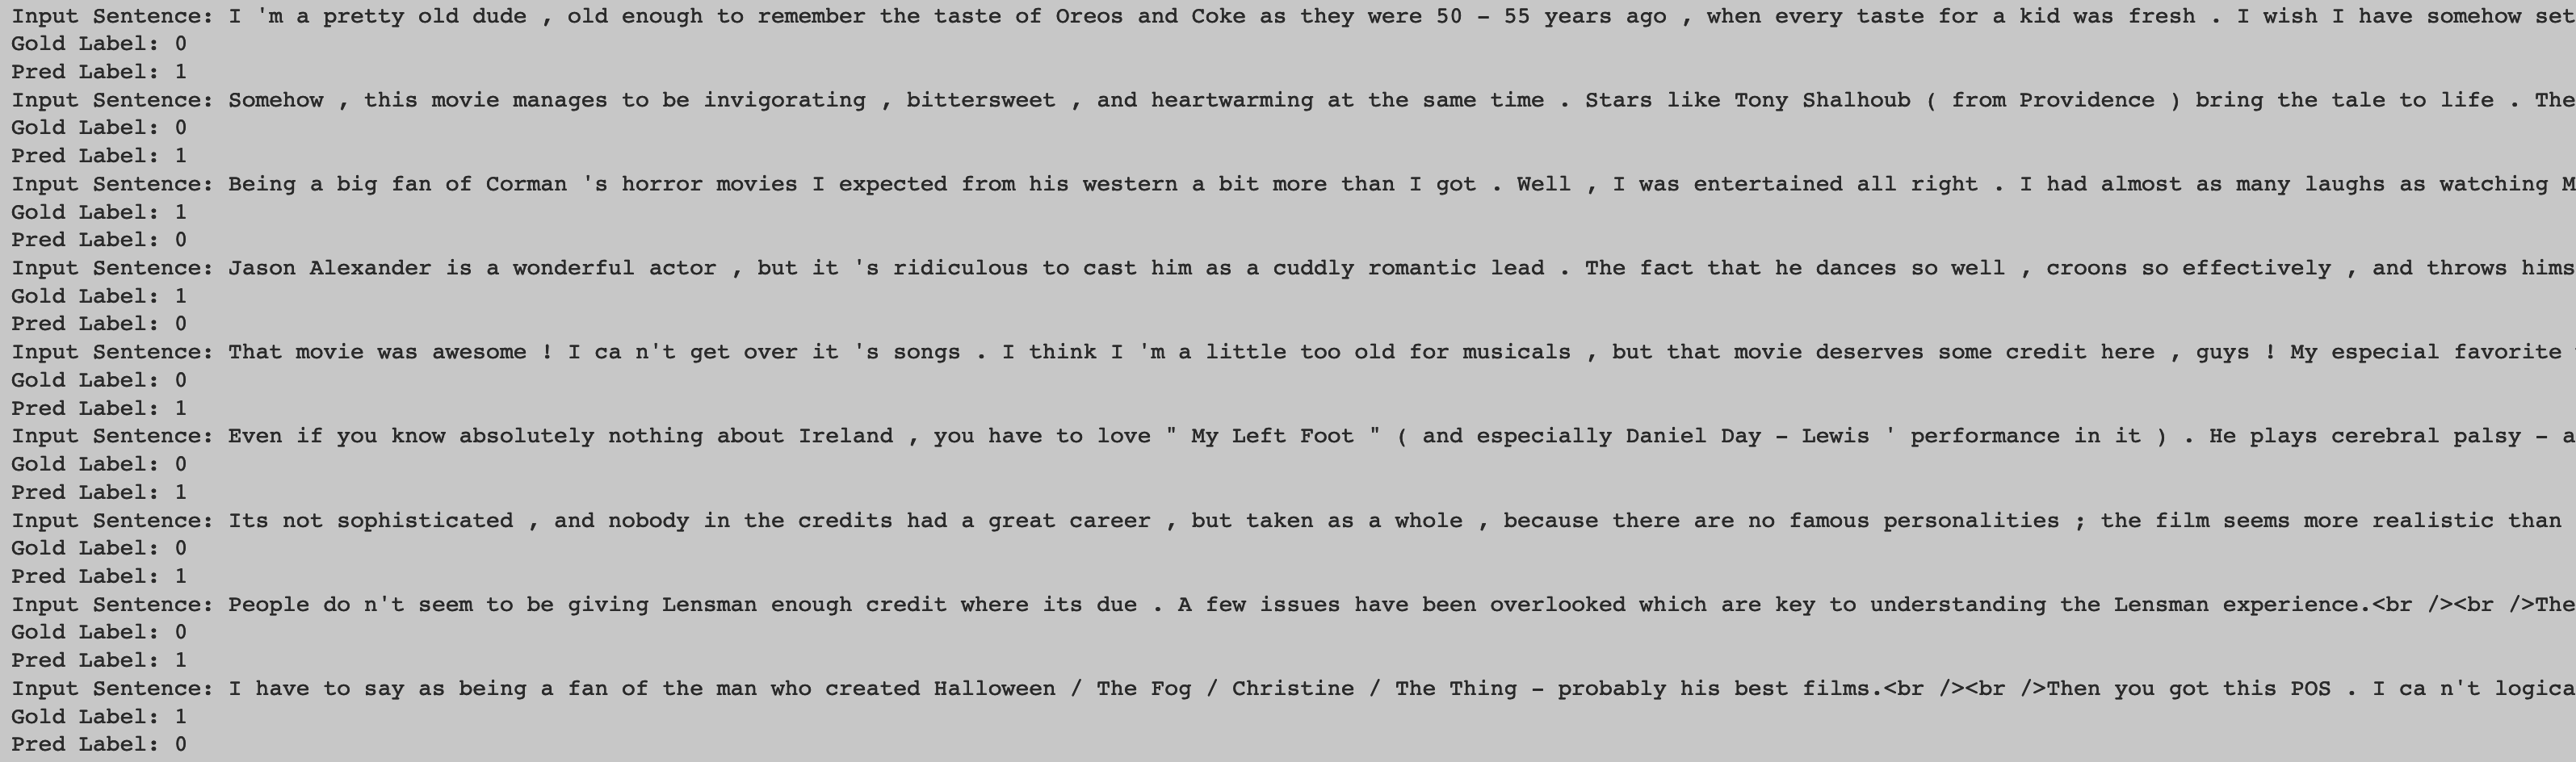 Input Sentence: I 'm a pretty old dude , old enough to remember the taste of Oreos and Coke as they were 50 - 55 years ago , when every taste for a kid was fresh . I wish I have somehow set
Gold Label: 0
Pred Label: 1
Input Sentence: Somehow , this movie manages to be invigorating , bittersweet , and heartwarming at the same time . Stars like Tony Shalhoub ( from Providence ) bring the tale to life . The
Gold Label: 0
Pred Label: 1
Input Sentence: Being a big fan of Corman 's horror movies I expected from his western a bit more than I got . Well , I was entertained all right . I had almost as many laughs as watching M
Gold Label: 1
Pred Label: 0
Input Sentence: Jason Alexander is a wonderful actor , but it 's ridiculous to cast him as a cuddly romantic lead . The fact that he dances so well , croons so effectively , and throws hims
Gold Label: 1
Pred Label: 0
Input Sentence: That movie was awesome ! I ca n't get over it 's songs . I think I 'm a little too old for musicals , but that movie deserves some credit here , guys ! My especial favorite
Gold Label: 0
Pred Label: 1
Input Sentence: Even if you know absolutely nothing about Ireland , you have to love " My Left Foot " ( and especially Daniel Day - Lewis ' performance in it ) . He plays cerebral palsy - a
Gold Label: 0
Pred Label: 1
Input Sentence: Its not sophisticated , and nobody in the credits had a great career , but taken as a whole , because there are no famous personalities ; the film seems more realistic than
Gold Label: 0
Pred Label: 1
Input Sentence: People do n't seem to be giving Lensman enough credit where its due . A few issues have been overlooked which are key to understanding the Lensman experience.<br /><br />The
Gold Label: 0
Pred Label: 1
Input Sentence: I have to say as being a fan of the man who created Halloween / The Fog / Christine / The Thing - probably his best films.<br /><br />Then you got this POS . I ca n't logica
Gold Label: 1
Pred Label: 0